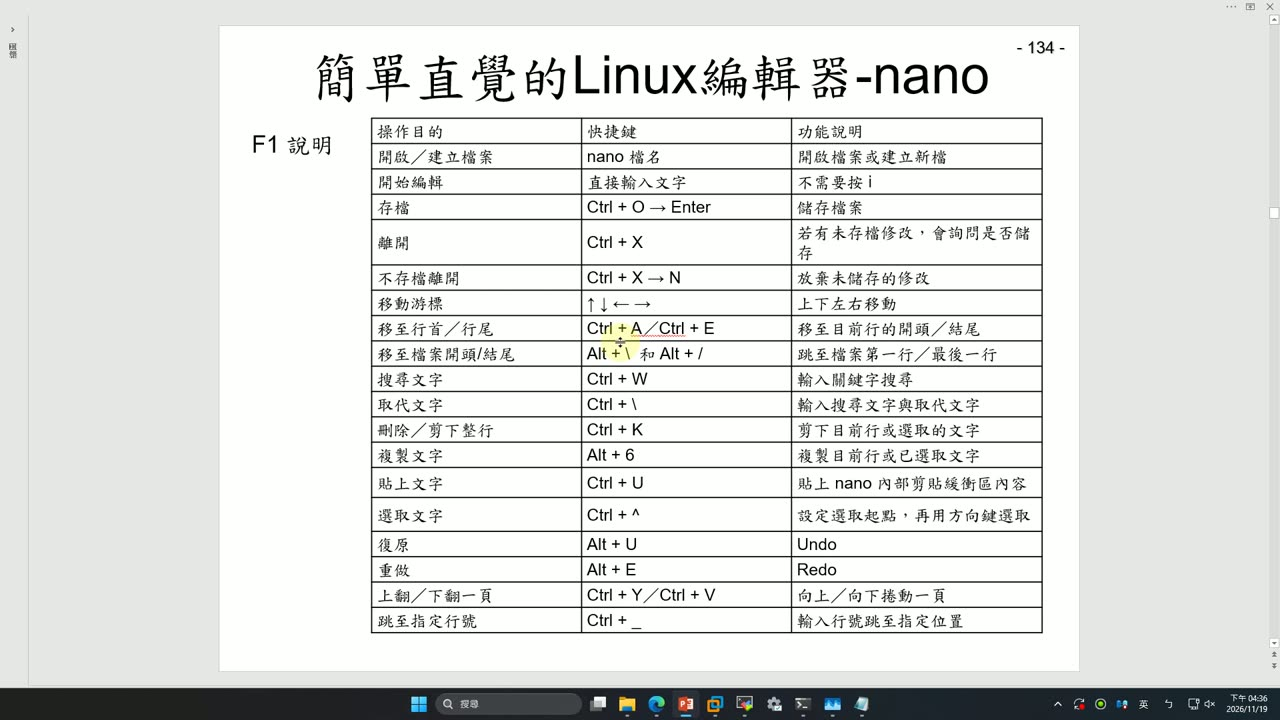 - 134 -
簡單直覺的Linux編輯器-nano
F1 說明
操作目的 快捷鍵 功能說明
開啟／建立檔案 nano 檔名 開啟檔案或建立新檔
開始編輯 直接輸入文字 不需要按 i
存檔 Ctrl + O → Enter 儲存檔案
離開 Ctrl + X 若有未存檔修改，會詢問是否儲
存
不存檔離開 Ctrl + X → N 放棄未儲存的修改
移動游標 ↑↓←→ 上下左右移動
移至行首／行尾 Ctrl + A／Ctrl + E 移至目前行的開頭／結尾
移至檔案開頭/結尾 Alt + \ 和 Alt + / 跳至檔案第一行／最後一行
搜尋文字 Ctrl + W 輸入關鍵字搜尋
取代文字 Ctrl + \ 輸入搜尋文字與取代文字
刪除／剪下整行 Ctrl + K 剪下目前行或選取的文字
複製文字 Alt + 6 複製目前行或已選取文字
貼上文字 Ctrl + U 貼上 nano 內部剪貼緩衝區內容
選取文字 Ctrl + ^ 設定選取起點，再用方向鍵選取
復原 Alt + U Undo
重做 Alt + E Redo
上翻／下翻一頁 Ctrl + Y／Ctrl + V 向上／向下捲動一頁
跳至指定行號 Ctrl + _ 輸入行號跳至指定位置
搜尋
英
ㄅ
下午 04:36
2026/11/19